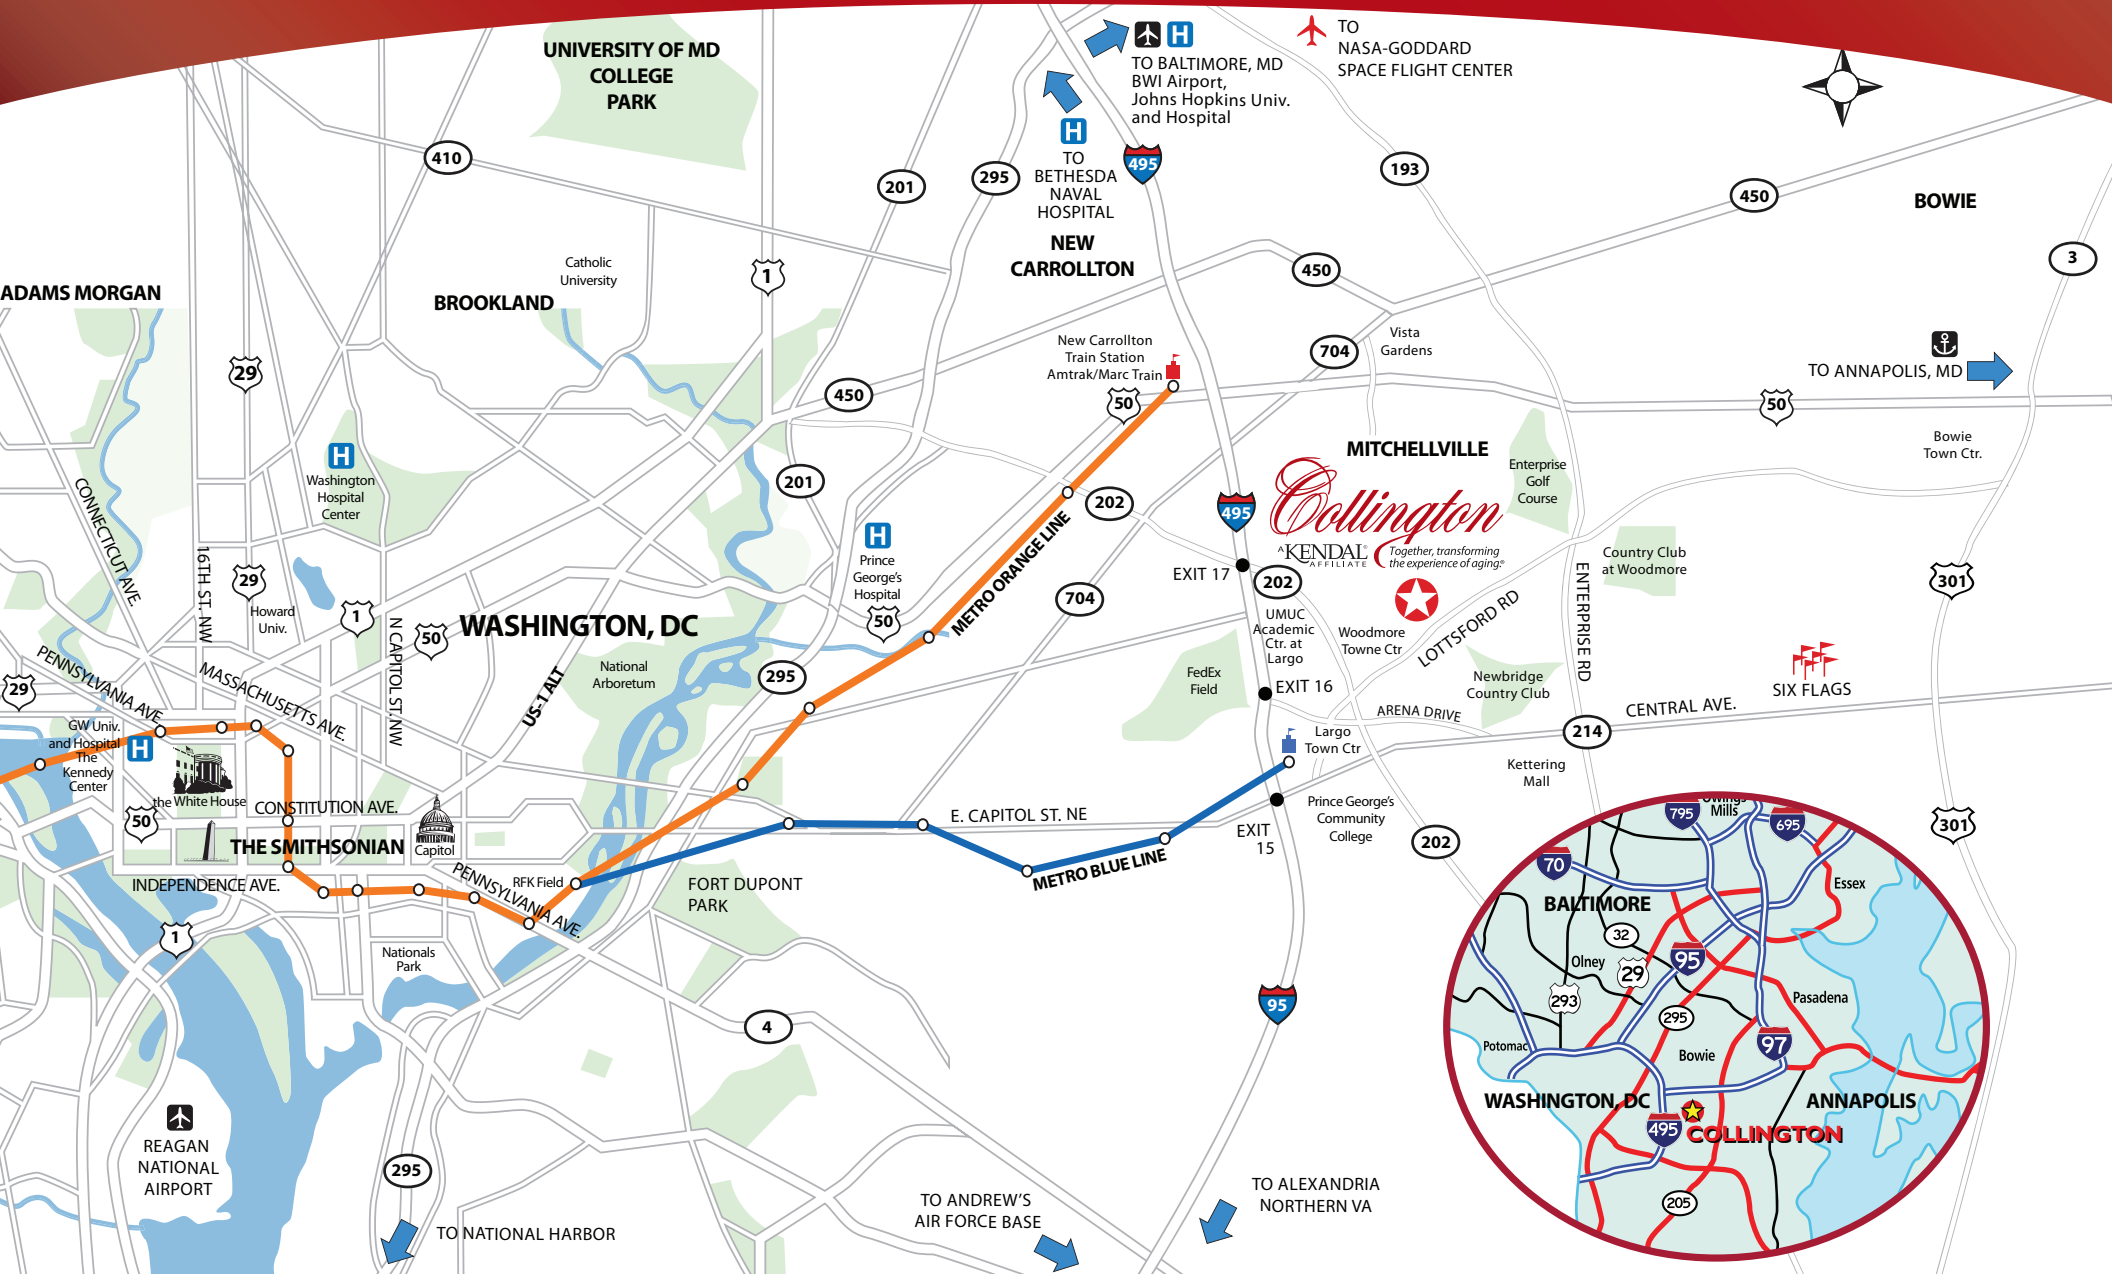 UNIVERSITY OF MD
COLLEGE
PARK
TO BALTIMORE, MD
BWI Airport,
Johns Hopkins Univ.
and Hospital
H
TO
NASA-GODDARD
SPACE FLIGHT CENTER
H
TO
BETHESDA
NAVAL
HOSPITAL
495
410
201
295
193
450
BOWIE
NEW
CARROLLTON
3
Catholic
University
1
450
ADAMS MORGAN
BROOKLAND
29
New Carrollton
Train Station
Amtrak/Marc Train
704
Vista
Gardens
TO ANNAPOLIS, MD
450
50
50
Bowie
Town Ctr.
MITCHELLVILLE
H
Washington
Hospital
Center
201
202
495
Collington
A KENDAL®
AFFILIATE
Together, transforming
the experience of aging.®
Enterprise
Golf
Course
CONNECTICUT AVE.
16TH ST. NW
H
Prince
George's
Hospital
METRO ORANGE LINE
EXIT 17
202
Country Club
at Woodmore
ENTERPRISE RD
301
29
Howard
Univ.
1
N CAPITOL ST. NW
50
WASHINGTON, DC
50
704
UMUC
Academic
Ctr. at
Largo
Woodmore
Towne Ctr
LOTTSFORD RD
PENNSYLVANIA AVE.
MASSACHUSETTS AVE.
29
US-1 ALT
National
Arboretum
295
FedEx
Field
EXIT 16
Newbridge
Country Club
SIX FLAGS
ARENA DRIVE
214
CENTRAL AVE.
GW Univ.
and Hospital
H
The
Kennedy
Center
Largo
Town Ctr
Kettering
Mall
the White House
50
CONSTITUTION AVE.
THE SMITHSONIAN
Capitol
E. CAPITOL ST. NE
EXIT
15
Prince George's
Community
College
202
301
INDEPENDENCE AVE.
PENNSYLVANIA AVE.
RFK Field
METRO BLUE LINE
FORT DUPONT
PARK
1
Nationals
Park
4
95
REAGAN
NATIONAL
AIRPORT
295
TO NATIONAL HARBOR
TO ANDREW'S
AIR FORCE BASE
TO ALEXANDRIA
NORTHERN VA
795
Owings
Mills
695
70
Essex
BALTIMORE
32
Olney
29
95
293
295
Pasadena
Potomac
Bowie
97
WASHINGTON, DC
ANNAPOLIS
495
COLLINGTON
205